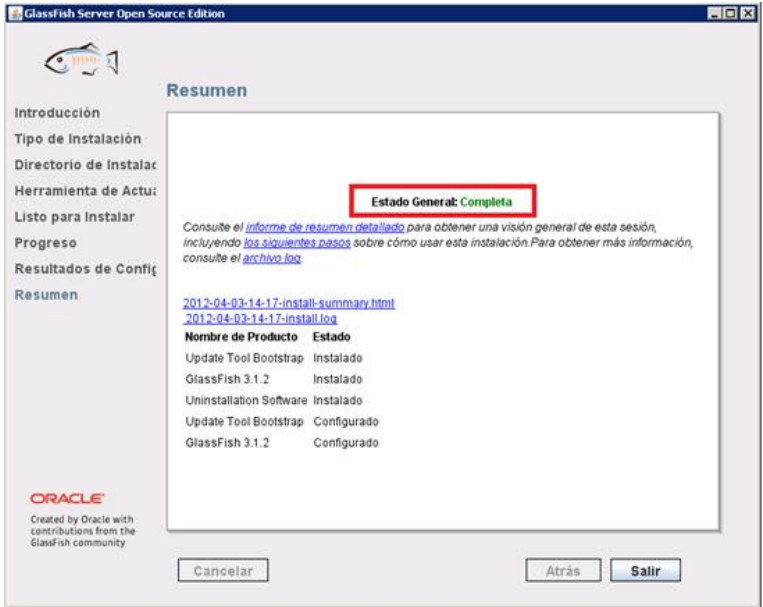 GlassFish Server Open Source Edition
Resumen
Introducción
Tipo de Instalación
Directorio de Instalac
Herramienta de Actua
Listo para Instalar
Progreso
Resultados de Config
Resumen
Estado General: Completa
Consulte el informe de resumen detallado para obtener una visión general de esta sesión,
incluyendo los siguientes pasos sobre cómo usar esta instalación.Para obtener más información,
consulte el archivo log.
2012-04-03-14-17-install-summary.html
2012-04-03-14-17-install.log
Nombre de Producto Estado
Update Tool Bootstrap Instalado
GlassFish 3.1.2 Instalado
Uninstallation Software Instalado
Update Tool Bootstrap Configurado
GlassFish 3.1.2 Configurado
ORACLE
Created by Oracle with
contributions from the
GlassFish community
Cancelar Atrás Salir